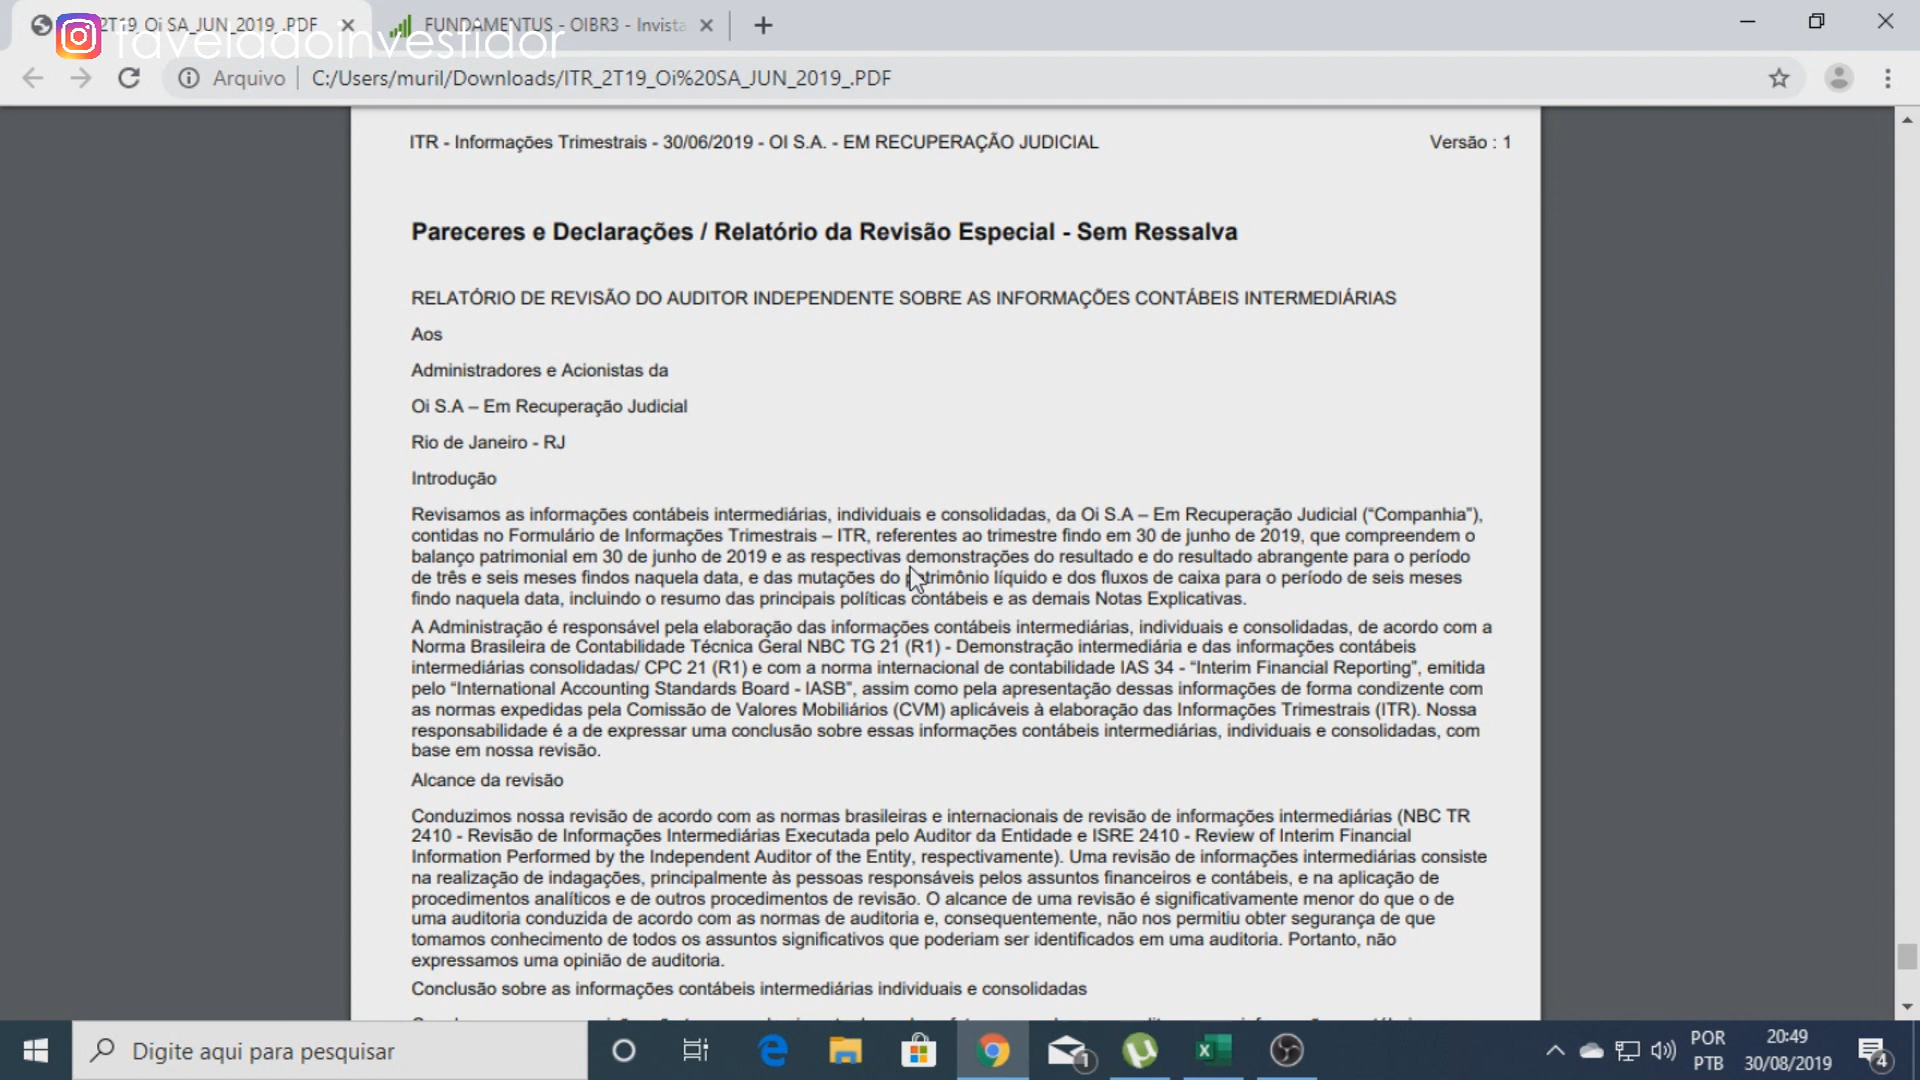 2T19_Oi SA_JUN_2019_.PDF
FUNDAMENTUS - OIBR3 - Invista
faveladoinvestidor
Arquivo
C:/Users/muril/Downloads/ITR_2T19_Oi%20SA_JUN_2019_.PDF
ITR - Informações Trimestrais - 30/06/2019 - OI S.A. - EM RECUPERAÇÃO JUDICIAL
Versão : 1
Pareceres e Declarações / Relatório da Revisão Especial - Sem Ressalva
RELATÓRIO DE REVISÃO DO AUDITOR INDEPENDENTE SOBRE AS INFORMAÇÕES CONTÁBEIS INTERMEDIÁRIAS
Aos
Administradores e Acionistas da
Oi S.A – Em Recuperação Judicial
Rio de Janeiro - RJ
Introdução
Revisamos as informações contábeis intermediárias, individuais e consolidadas, da Oi S.A – Em Recuperação Judicial (“Companhia”),
contidas no Formulário de Informações Trimestrais – ITR, referentes ao trimestre findo em 30 de junho de 2019, que compreendem o
balanço patrimonial em 30 de junho de 2019 e as respectivas demonstrações do resultado e do resultado abrangente para o período
de três e seis meses findos naquela data, e das mutações do patrimônio líquido e dos fluxos de caixa para o período de seis meses
findo naquela data, incluindo o resumo das principais políticas contábeis e as demais Notas Explicativas.
A Administração é responsável pela elaboração das informações contábeis intermediárias, individuais e consolidadas, de acordo com a
Norma Brasileira de Contabilidade Técnica Geral NBC TG 21 (R1) - Demonstração intermediária e das informações contábeis
intermediárias consolidadas/ CPC 21 (R1) e com a norma internacional de contabilidade IAS 34 - “Interim Financial Reporting”, emitida
pelo “International Accounting Standards Board - IASB”, assim como pela apresentação dessas informações de forma condizente com
as normas expedidas pela Comissão de Valores Mobiliários (CVM) aplicáveis à elaboração das Informações Trimestrais (ITR). Nossa
responsabilidade é a de expressar uma conclusão sobre essas informações contábeis intermediárias, individuais e consolidadas, com
base em nossa revisão.
Alcance da revisão
Conduzimos nossa revisão de acordo com as normas brasileiras e internacionais de revisão de informações intermediárias (NBC TR
2410 - Revisão de Informações Intermediárias Executada pelo Auditor da Entidade e ISRE 2410 - Review of Interim Financial
Information Performed by the Independent Auditor of the Entity, respectivamente). Uma revisão de informações intermediárias consiste
na realização de indagações, principalmente às pessoas responsáveis pelos assuntos financeiros e contábeis, e na aplicação de
procedimentos analíticos e de outros procedimentos de revisão. O alcance de uma revisão é significativamente menor do que o de
uma auditoria conduzida de acordo com as normas de auditoria e, consequentemente, não nos permitiu obter segurança de que
tomamos conhecimento de todos os assuntos significativos que poderiam ser identificados em uma auditoria. Portanto, não
expressamos uma opinião de auditoria.
Conclusão sobre as informações contábeis intermediárias individuais e consolidadas
Digite aqui para pesquisar
1
POR
PTB
20:49
30/08/2019
4